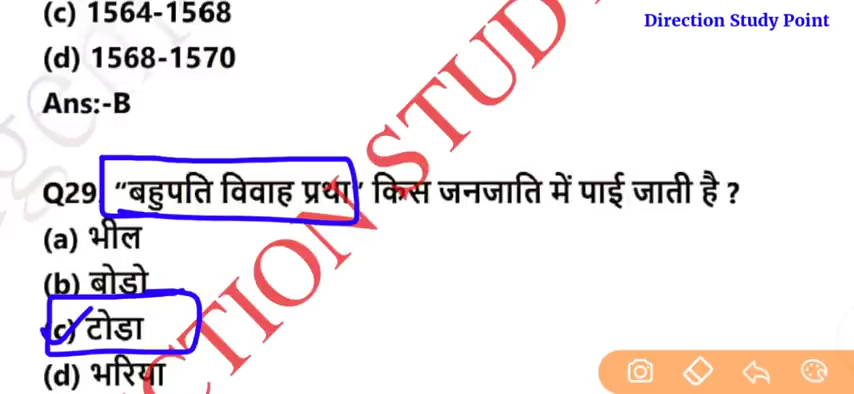 (c) 1564-1568
Direction Study Point
(d) 1568-1570
Ans:-B
Q29. “बहुपति विवाह प्रथा” किस जनजाति में पाई जाती है ?
(a) भील
(b) बोडो
(c) टोडा
(d) भरिया